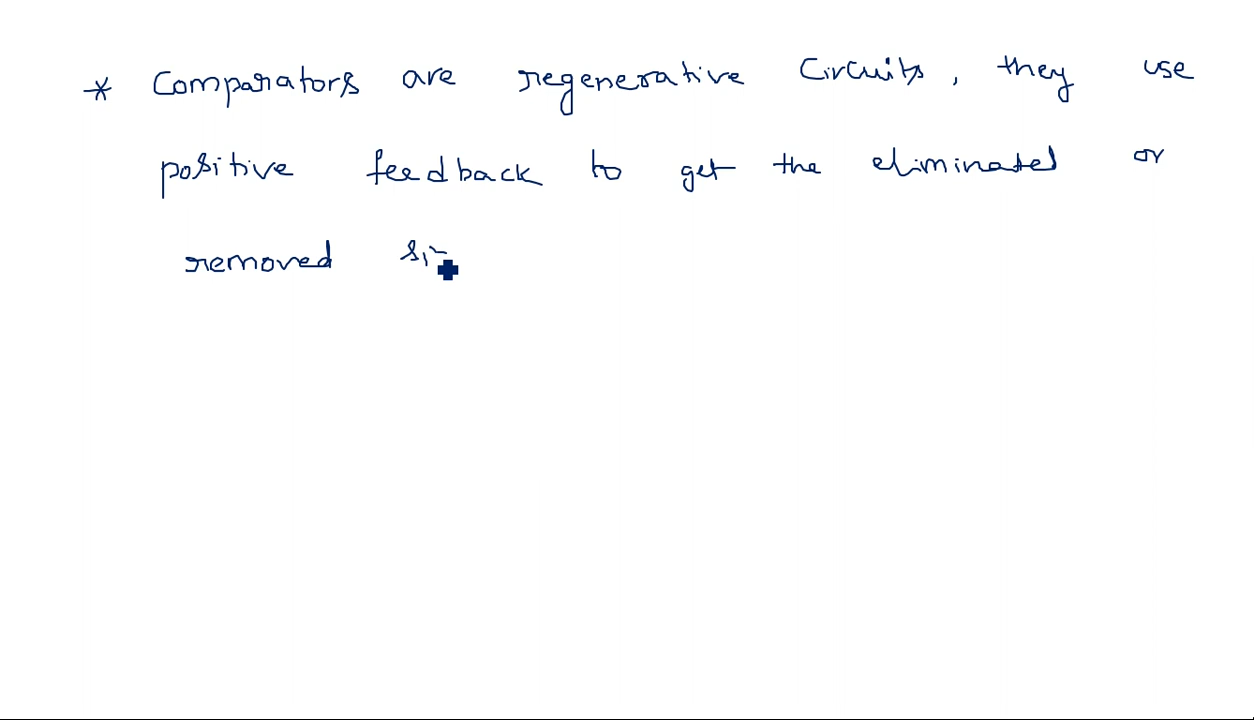 * Comparators are regenerative Circuits, they use
positive feedback to get the eliminated or
removed